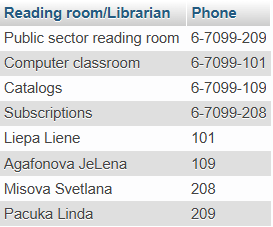 Reading room/Librarian Phone
Public sector reading room 6-7099-209
Computer classroom 6-7099-101
Catalogs 6-7099-109
Subscriptions 6-7099-208
Liepa Liene 101
Agafonova JeLena 109
Misova Svetlana 208
Pacuka Linda 209